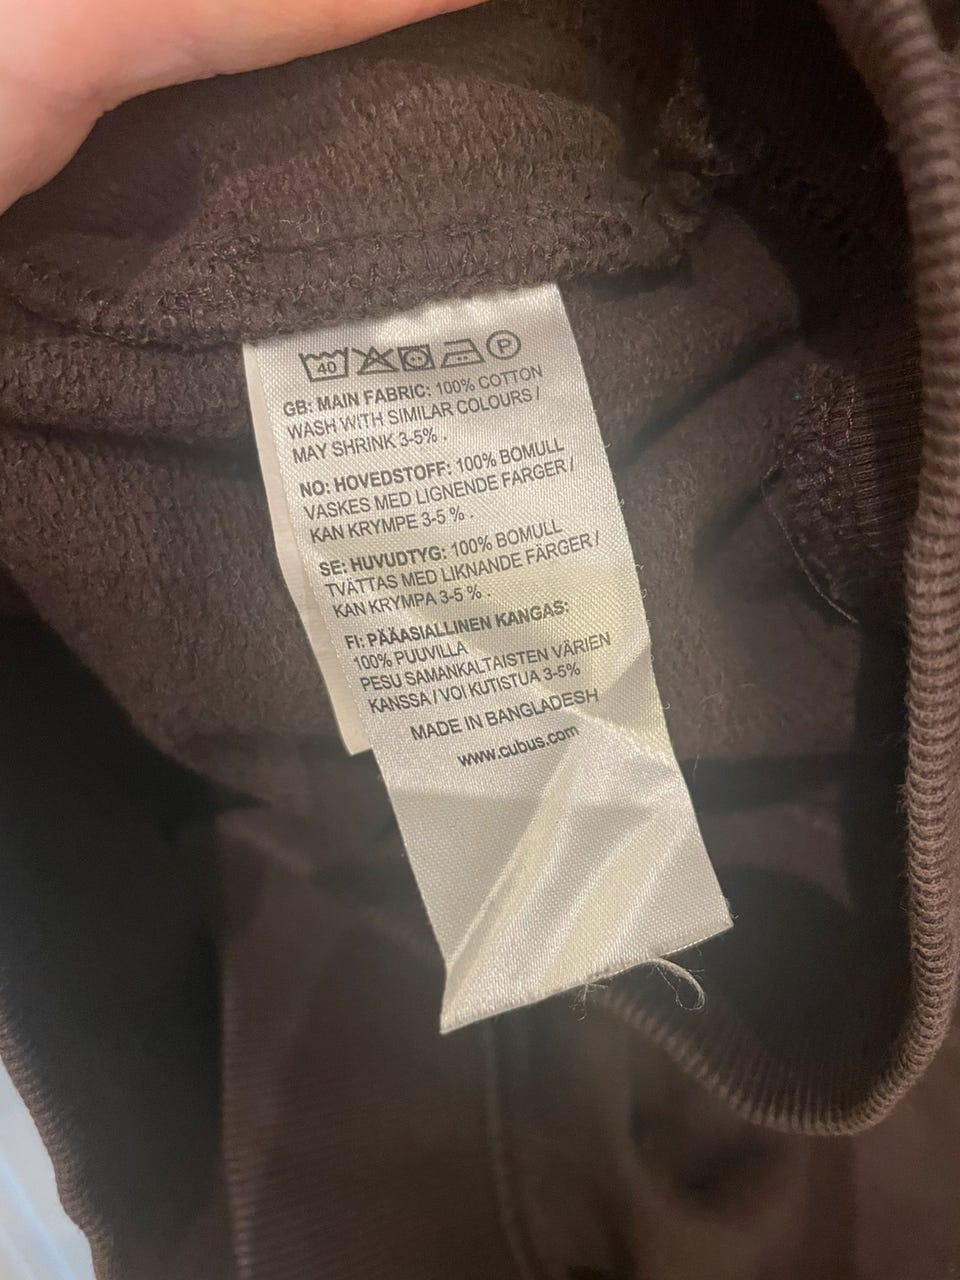 40 P
GB: MAIN FABRIC: 100% COTTON
WASH WITH SIMILAR COLOURS /
MAY SHRINK 3-5% .
NO: HOVEDSTOFF: 100% BOMULL
VASKES MED LIGNENDE FARGER /
KAN KRYMPE 3-5 % .
SE: HUVUDTYG: 100% BOMULL
TVÄTTAS MED LIKNANDE FÄRGER /
KAN KRYMPA 3-5 % .
FI: PÄÄASIALLINEN KANGAS:
100% PUUVILLA
PESU SAMANKALTAISTEN VÄRIEN
KANSSA / VOI KUTISTUA 3-5%
MADE IN BANGLADESH
www.cubus.com